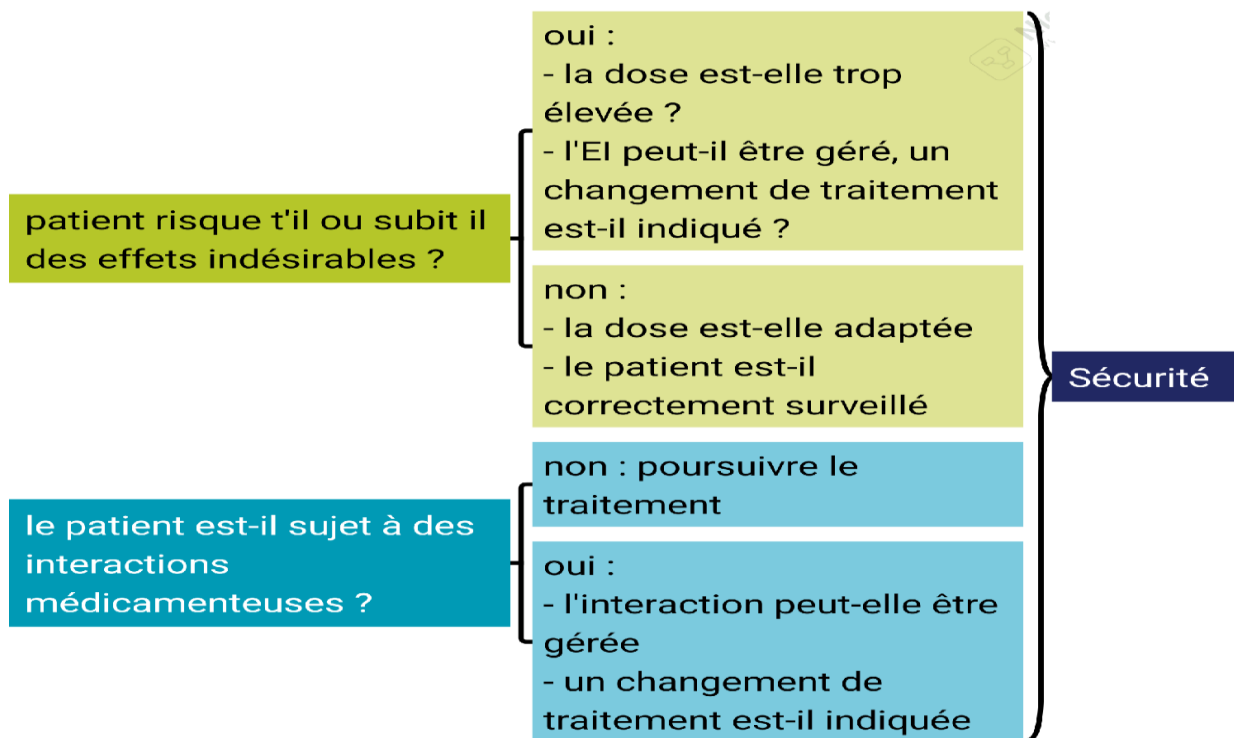 patient risque t'il ou subit il
des effets indésirables ?
oui :
- la dose est-elle trop
élevée ?
- l'EI peut-il être géré, un
changement de traitement
est-il indiqué ?
non :
- la dose est-elle adaptée
- le patient est-il
correctement surveillé
le patient est-il sujet à des
interactions
médicamenteuses ?
non : poursuivre le
traitement
oui :
- l'interaction peut-elle être
gérée
- un changement de
traitement est-il indiquée
Sécurité